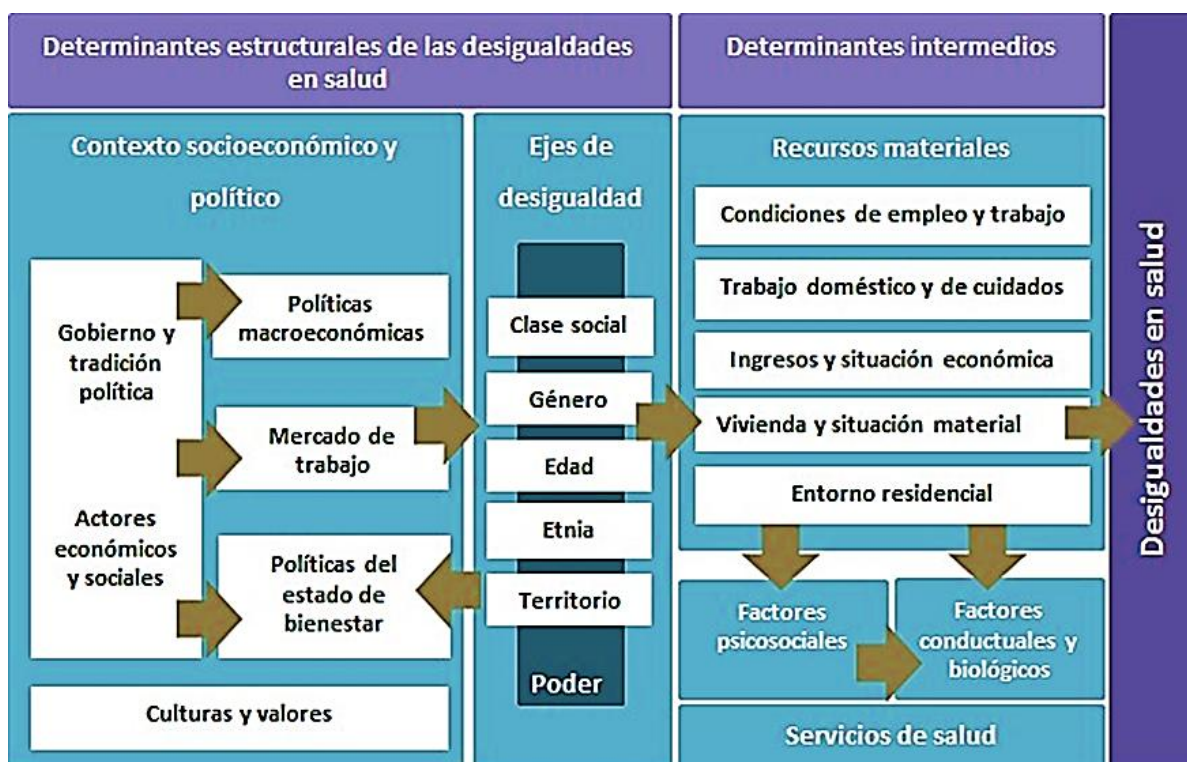 Determinantes estructurales de las desigualdades
en salud
Determinantes intermedios
Contexto socioeconómico y
político
Gobierno y
tradición
política
Actores
económicos
y sociales
Políticas
macroeconómicas
Mercado de
trabajo
Políticas del
estado de
bienestar
Culturas y valores
Ejes de
desigualdad
Clase social
Género
Edad
Etnia
Territorio
Poder
Recursos materiales
Condiciones de empleo y trabajo
Trabajo doméstico y de cuidados
Ingresos y situación económica
Vivienda y situación material
Entorno residencial
Factores
psicosociales
Factores
conductuales y
biológicos
Servicios de salud
Desigualdades en salud